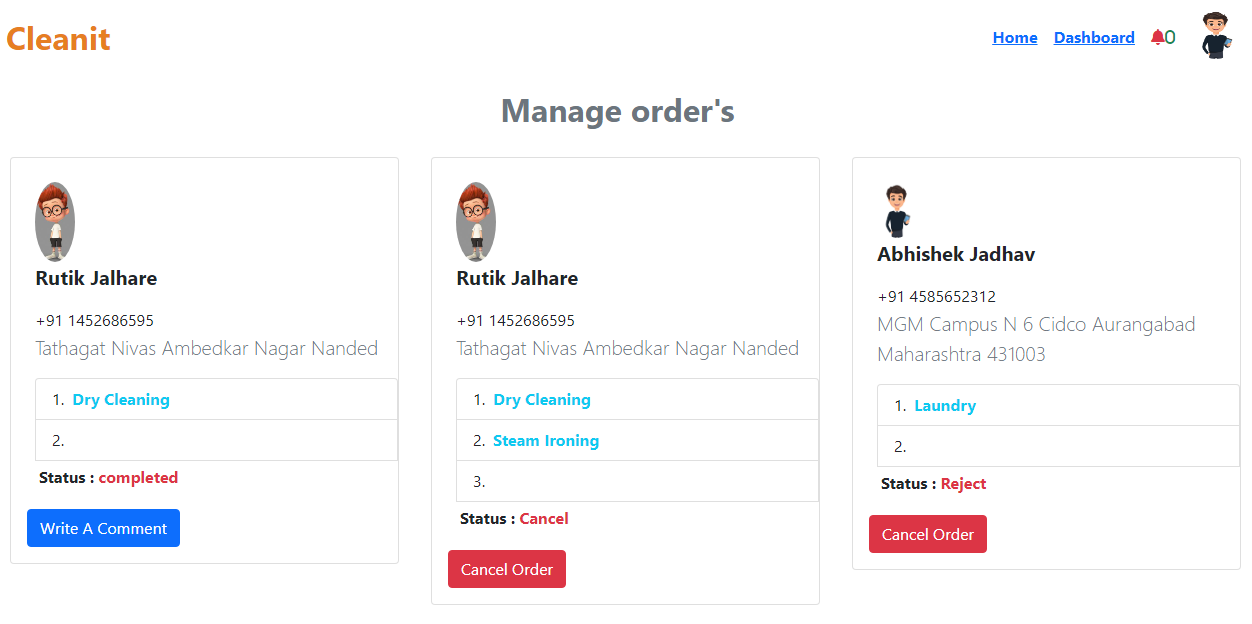 Cleanit
Home Dashboard 0
Manage order's
Rutik Jalhare
+91 1452686595
Tathagat Nivas Ambedkar Nagar Nanded
1. Dry Cleaning
2.
Status : completed
Write A Comment
Rutik Jalhare
+91 1452686595
Tathagat Nivas Ambedkar Nagar Nanded
1. Dry Cleaning
2. Steam Ironing
3.
Status : Cancel
Cancel Order
Abhishek Jadhav
+91 4585652312
MGM Campus N 6 Cidco Aurangabad
Maharashtra 431003
1. Laundry
2.
Status : Reject
Cancel Order